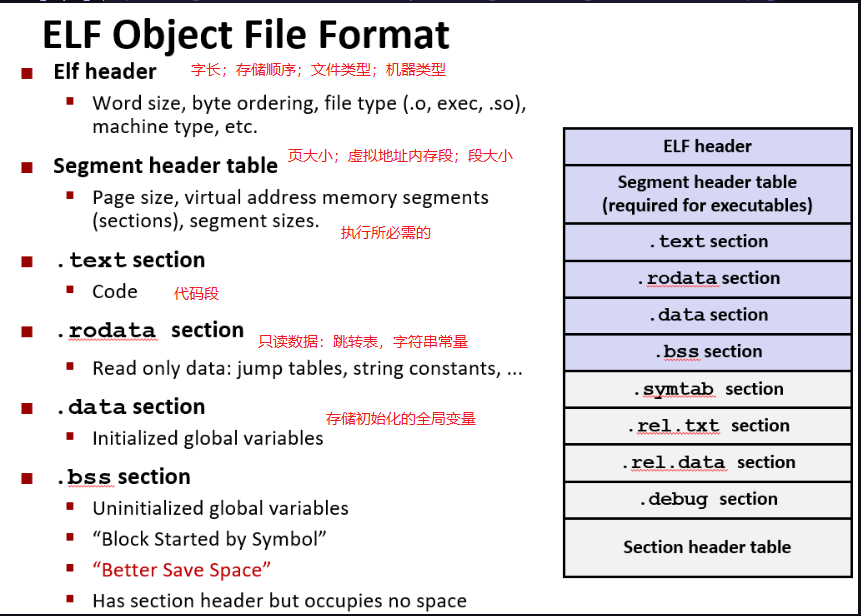 ELF Object File Format
Elf header
字长；存储顺序；文件类型；机器类型
Word size, byte ordering, file type (.o, exec, .so),
machine type, etc.
Segment header table
页大小；虚拟地址内存段；段大小
Page size, virtual address memory segments
(sections), segment sizes.
执行所必需的
.text section
Code
代码段
.rodata section
只读数据：跳转表，字符串常量
Read only data: jump tables, string constants, ...
.data section
存储初始化的全局变量
Initialized global variables
.bss section
Uninitialized global variables
“Block Started by Symbol”
“Better Save Space”
Has section header but occupies no space
ELF header
Segment header table
(required for executables)
.text section
.rodata section
.data section
.bss section
.symtab section
.rel.txt section
.rel.data section
.debug section
Section header table